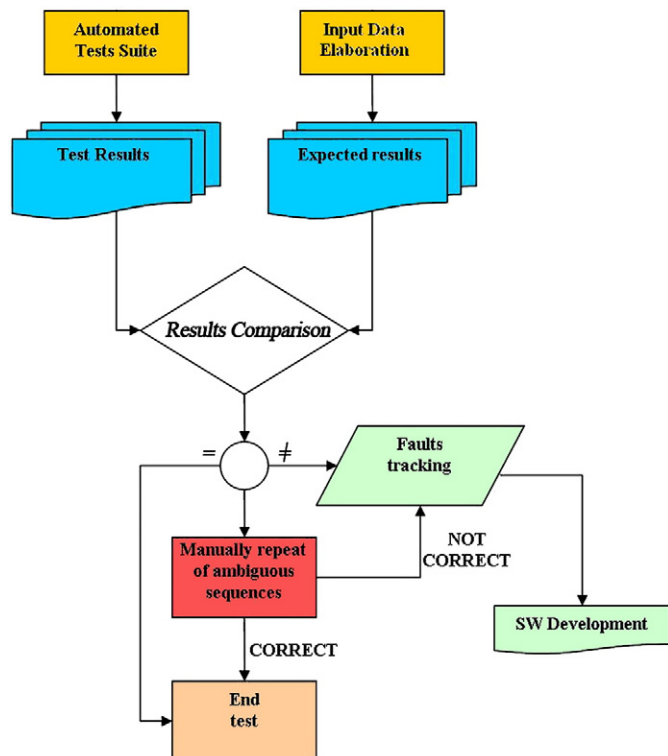 Automated
Tests Suite
Input Data
Elaboration
Test Results
Expected results
Results Comparison
=
≠
Faults
tracking
Manually repeat
of ambiguous
sequences
NOT
CORRECT
SW Development
CORRECT
End
test